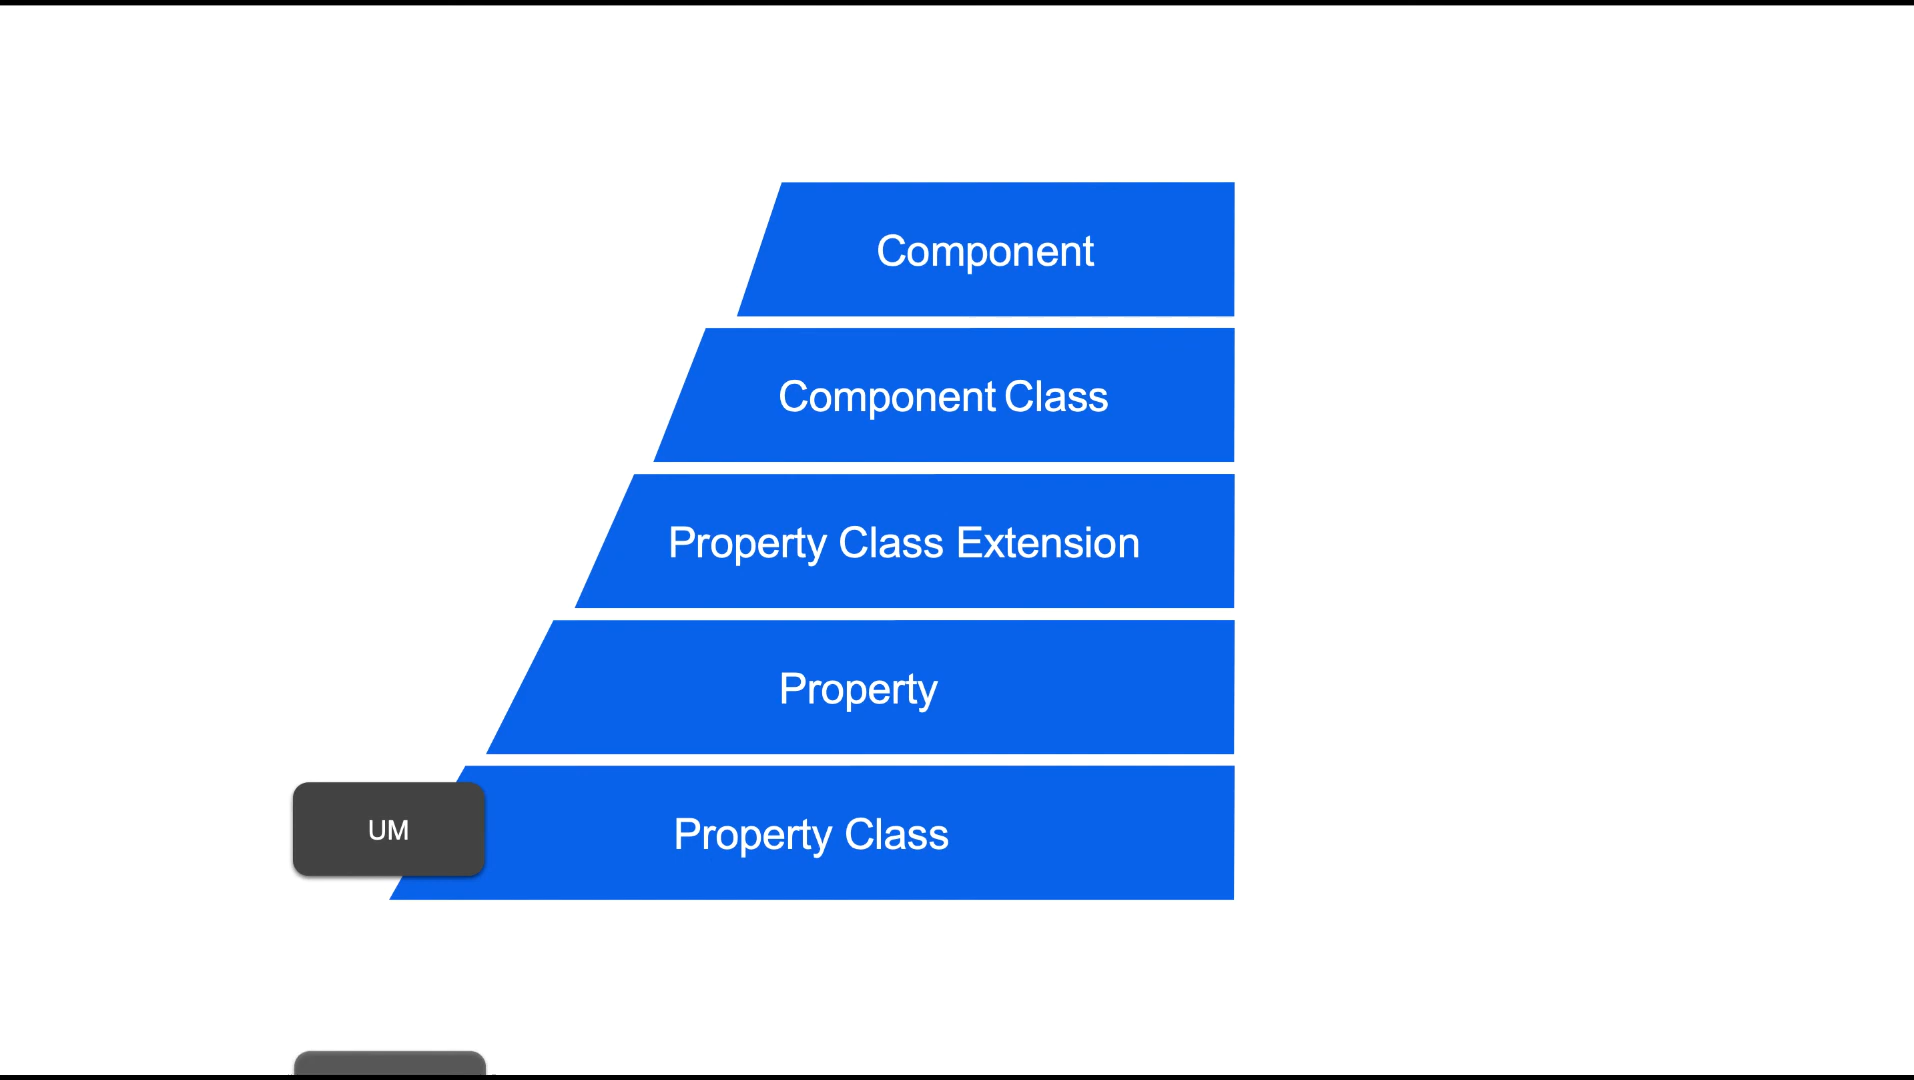 Component
Component Class
Property Class Extension
Property
UM
Property Class